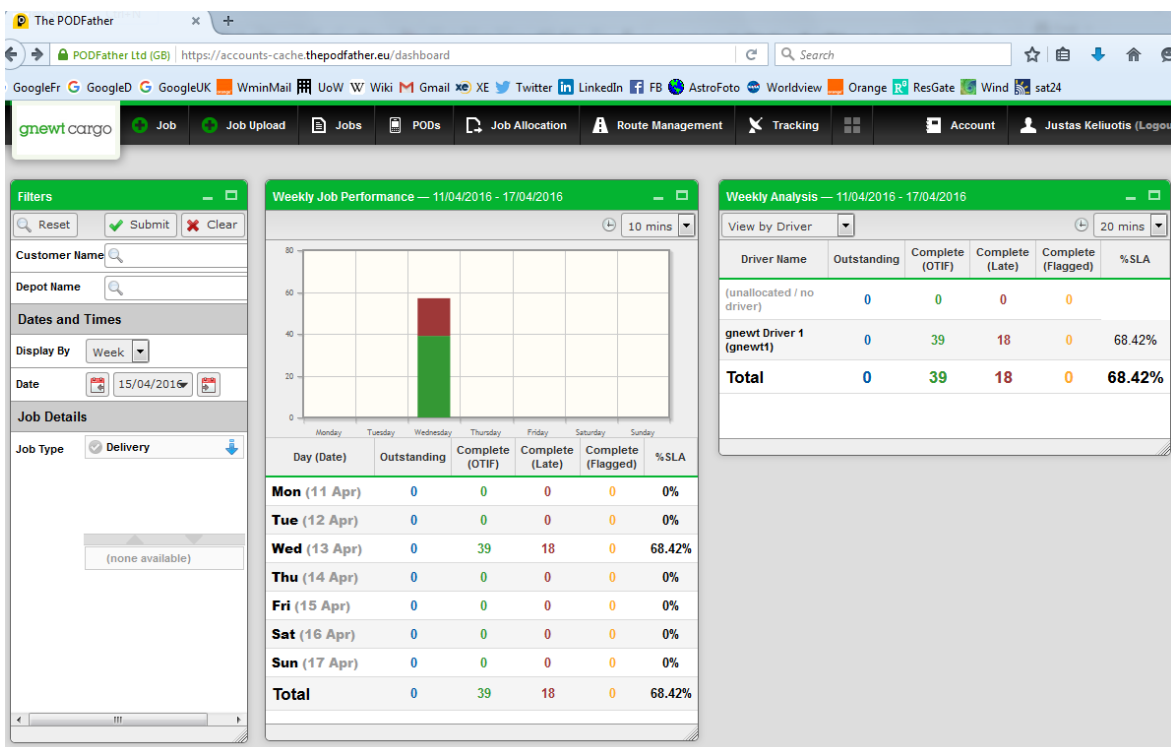 The PODFather
PODFather Ltd (GB) https://accounts-cache.thepodfather.eu/dashboard Search
GoogleFr GoogleD GoogleUK WminMail UoW Wiki Gmail XE Twitter LinkedIn FB AstroFoto Worldview Orange ResGate Wind sat24
gnewt cargo Job Job Upload Jobs PODs Job Allocation Route Management Tracking Account Justas Keliuotis (Logou
Filters
Reset Submit Clear
Customer Name
Depot Name
Dates and Times
Display By Week
Date 15/04/2016
Job Details
Job Type Delivery
(none available)
Weekly Job Performance — 11/04/2016 - 17/04/2016
10 mins
80
60
40
20
0
Monday Tuesday Wednesday Thursday Friday Saturday Sunday
Day (Date) Outstanding Complete (OTIF) Complete (Late) Complete (Flagged) %SLA
Mon (11 Apr) 0 0 0 0 0%
Tue (12 Apr) 0 0 0 0 0%
Wed (13 Apr) 0 39 18 0 68.42%
Thu (14 Apr) 0 0 0 0 0%
Fri (15 Apr) 0 0 0 0 0%
Sat (16 Apr) 0 0 0 0 0%
Sun (17 Apr) 0 0 0 0 0%
Total 0 39 18 0 68.42%
Weekly Analysis — 11/04/2016 - 17/04/2016
View by Driver 20 mins
Driver Name Outstanding Complete (OTIF) Complete (Late) Complete (Flagged) %SLA
(unallocated / no driver) 0 0 0 0
gnewt Driver 1 (gnewt1) 0 39 18 0 68.42%
Total 0 39 18 0 68.42%